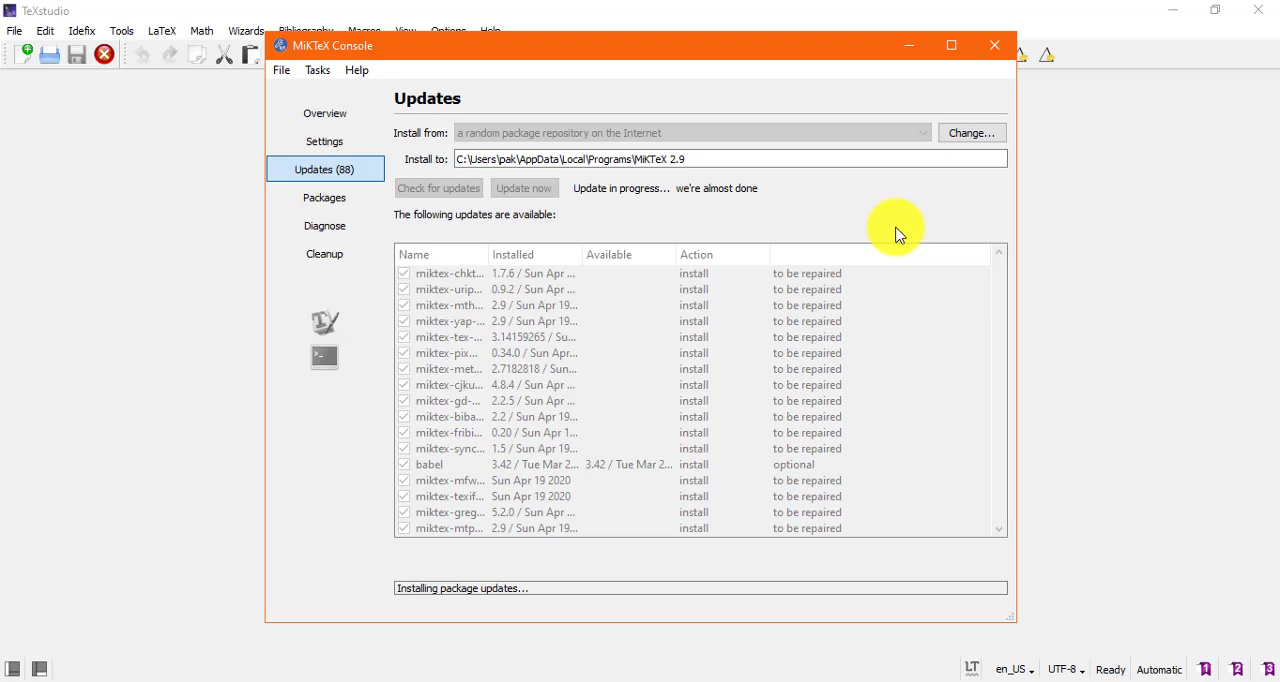 TeXstudio
File Edit Idefix Tools LaTeX Math Wizards Bibliography Macros View Options Help
MiKTeX Console
File Tasks Help
Overview
Settings
Updates (88)
Packages
Diagnose
Cleanup
Updates
Install from: a random package repository on the Internet Change...
Install to: C:\Users\pak\AppData\Local\Programs\MiKTeX 2.9
Check for updates Update now Update in progress... we're almost done
The following updates are available:
Name Installed Available Action
miktex-chkt... 1.7.6 / Sun Apr ... install to be repaired
miktex-urip... 0.9.2 / Sun Apr ... install to be repaired
miktex-mth... 2.9 / Sun Apr 19... install to be repaired
miktex-yap-... 2.9 / Sun Apr 19... install to be repaired
miktex-tex-... 3.14159265 / Su... install to be repaired
miktex-pix... 0.34.0 / Sun Apr... install to be repaired
miktex-met... 2.7182818 / Sun... install to be repaired
miktex-cjku... 4.8.4 / Sun Apr ... install to be repaired
miktex-gd-... 2.2.5 / Sun Apr ... install to be repaired
miktex-biba... 2.2 / Sun Apr 19... install to be repaired
miktex-fribi... 0.20 / Sun Apr 1... install to be repaired
miktex-sync... 1.5 / Sun Apr 19... install to be repaired
babel 3.42 / Tue Mar 2... 3.42 / Tue Mar 2... install optional
miktex-mfw... Sun Apr 19 2020 install to be repaired
miktex-texif... Sun Apr 19 2020 install to be repaired
miktex-greg... 5.2.0 / Sun Apr ... install to be repaired
miktex-mtp... 2.9 / Sun Apr 19... install to be repaired
Installing package updates...
LT en_US UTF-8 Ready Automatic 1 2 3